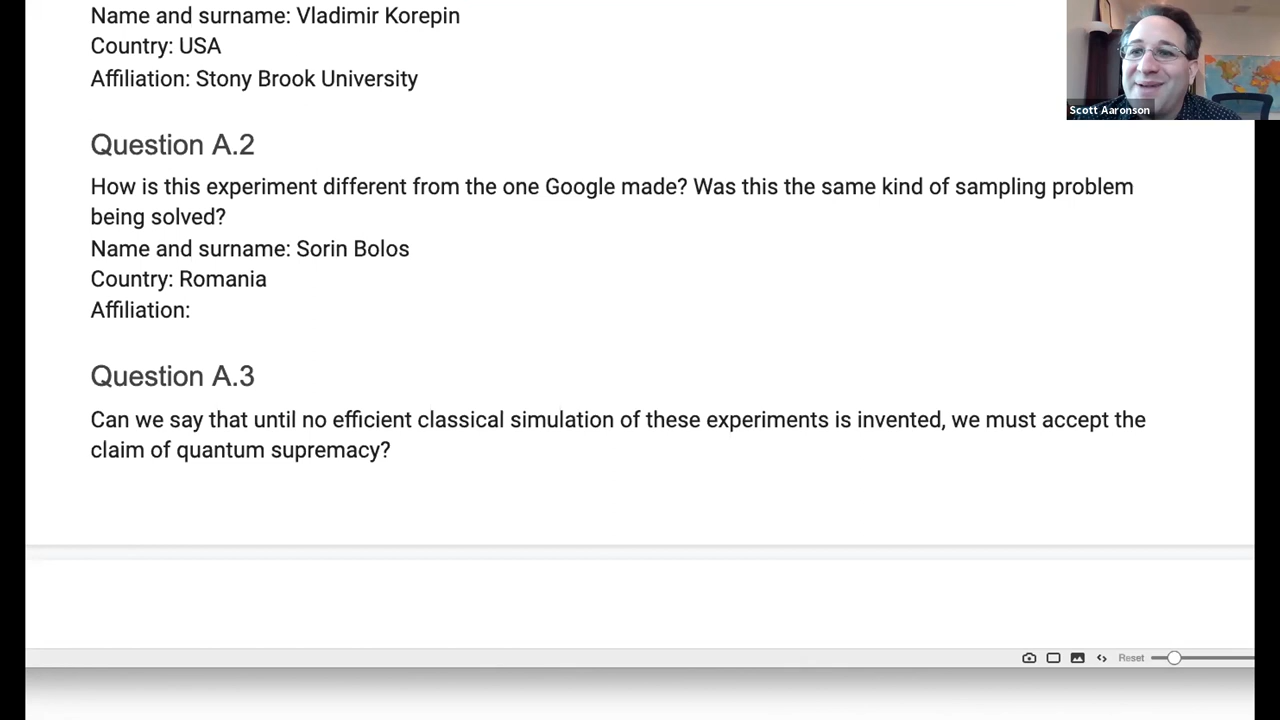 Name and surname: Vladimir Korepin
Country: USA
Affiliation: Stony Brook University
Scott Aaronson
Question A.2
How is this experiment different from the one Google made? Was this the same kind of sampling problem
being solved?
Name and surname: Sorin Bolos
Country: Romania
Affiliation:
Question A.3
Can we say that until no efficient classical simulation of these experiments is invented, we must accept the
claim of quantum supremacy?
Reset